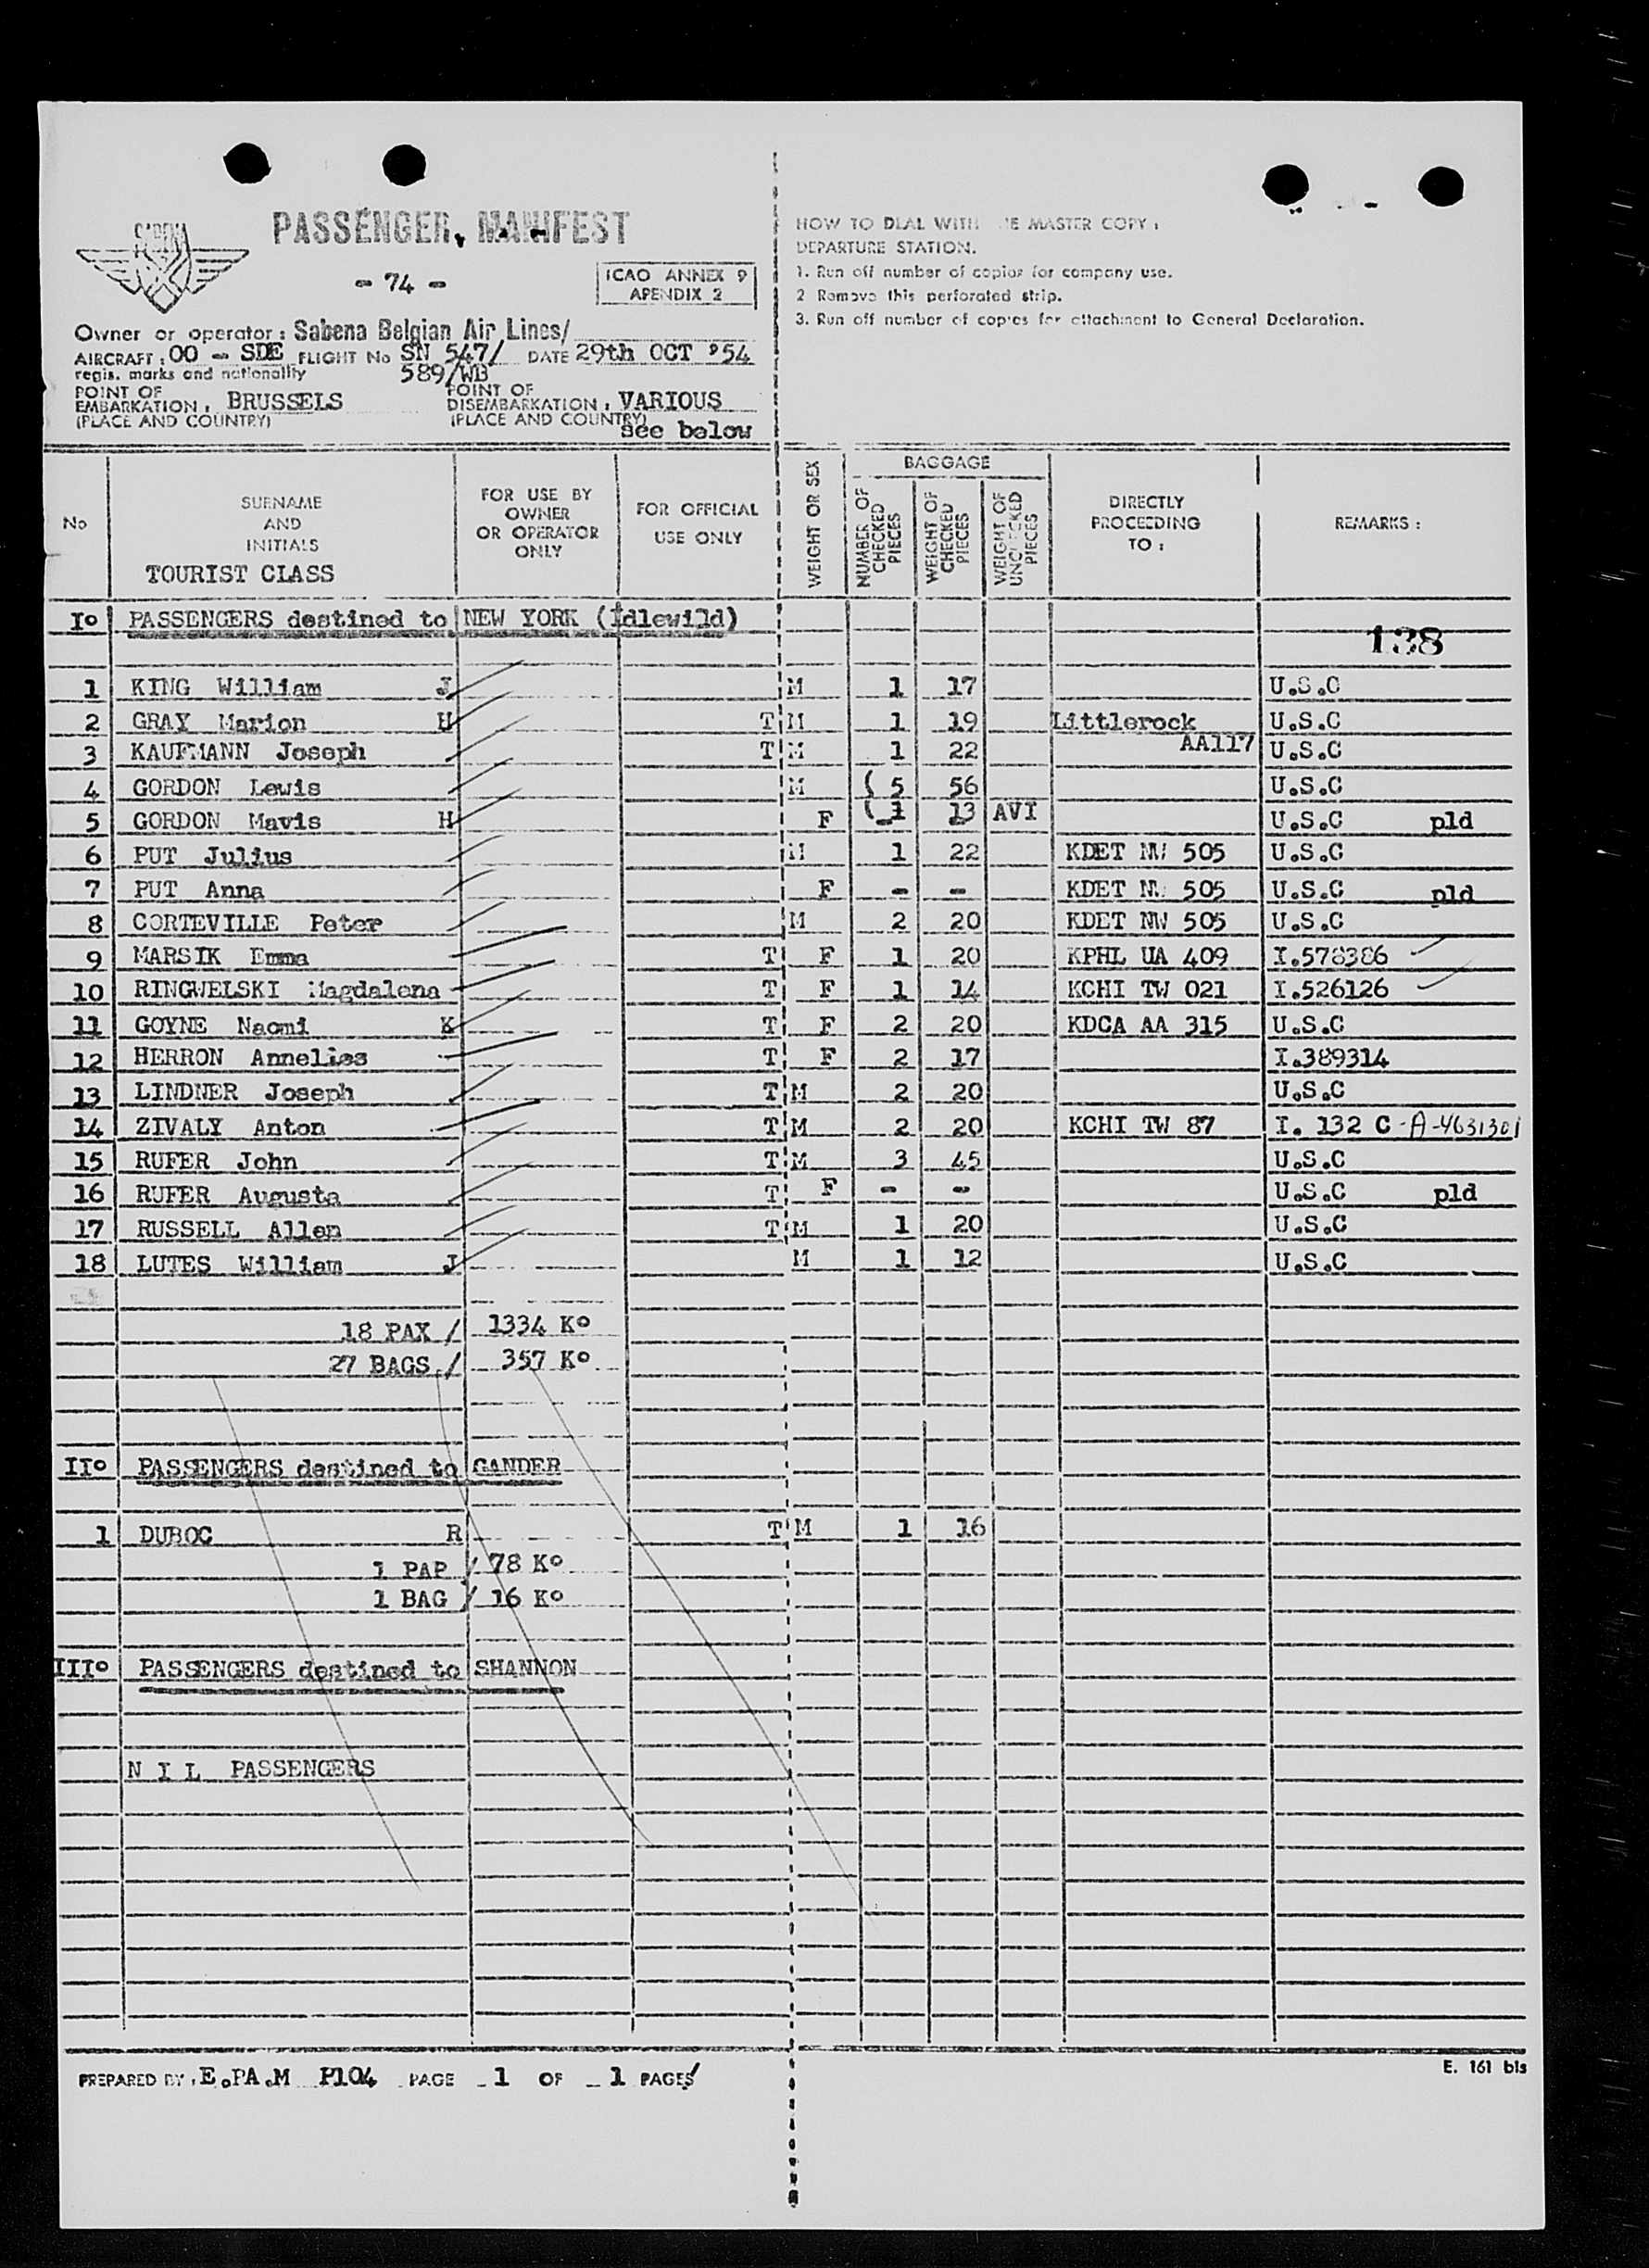 SABENA
PASSENGER MANIFEST
- 74 -
ICAO ANNEX 9
APENDIX 2
Owner or operator : Sabena Belgian Air Lines/
AIRCRAFT : OO - SDE FLIGHT No SN 547/ DATE 29th OCT '54
regis. marks and nationality 589/WB
POINT OF EMBARKATION : BRUSSELS
(PLACE AND COUNTRY)
POINT OF DISEMBARKATION : VARIOUS
(PLACE AND COUNTRY) see below
HOW TO DEAL WITH MASTER COPY :
DEPARTURE STATION.
1. Run off number of copies for company use.
2 Remove this perforated strip.
3. Run off number of copies for attachment to General Declaration.
No
SURNAME AND INITIALS
TOURIST CLASS
FOR USE BY OWNER OR OPERATOR ONLY
FOR OFFICIAL USE ONLY
WEIGHT OR SEX
BAGGAGE
NUMBER OF CHECKED PIECES
WEIGHT OF CHECKED PIECES
WEIGHT OF UNCHECKED PIECES
DIRECTLY PROCEEDING TO :
REMARKS :
I° PASSENGERS destined to NEW YORK (Idlewild)
138
1 KING William J M 1 17 U.S.C
2 GRAY Marion H T M 1 19 Littlerock U.S.C
3 KAUFMANN Joseph T M 1 22 AA117 U.S.C
4 GORDON Lewis M ( 5 56 U.S.C
5 GORDON Mavis H F ( 1 13 AVI U.S.C pld
6 PUT Julius M 1 22 KDET NW 505 U.S.C
7 PUT Anna F - - KDET N 505 U.S.C pld
8 CORTEVILLE Peter M 2 20 KDET NW 505 U.S.C
9 MARSIK Emma T F 1 20 KPHL UA 409 I.578386
10 RINGWELSKI Magdalena T F 1 14 KCHI TW 021 I.526126
11 GOYNE Naomi K T F 2 20 KDCA AA 315 U.S.C
12 HERRON Annelies T F 2 17 I.389314
13 LINDNER Joseph T M 2 20 U.S.C
14 ZIVALY Anton T M 2 20 KCHI TW 87 I. 132 C - A-4631301
15 RUFER John T M 3 45 U.S.C
16 RUFER Augusta T F - - U.S.C pld
17 RUSSELL Allen T M 1 20 U.S.C
18 LUTES William J M 1 12 U.S.C
18 PAX / 1334 K°
27 BAGS / 357 K°
II° PASSENGERS destined to GANDER
1 DUBOC R T M 1 16
1 PAP / 78 K°
1 BAG / 16 K°
III° PASSENGERS destined to SHANNON
N I L PASSENGERS
PREPARED BY : E.PA.M P104 PAGE 1 OF 1 PAGES/
E. 161 bis